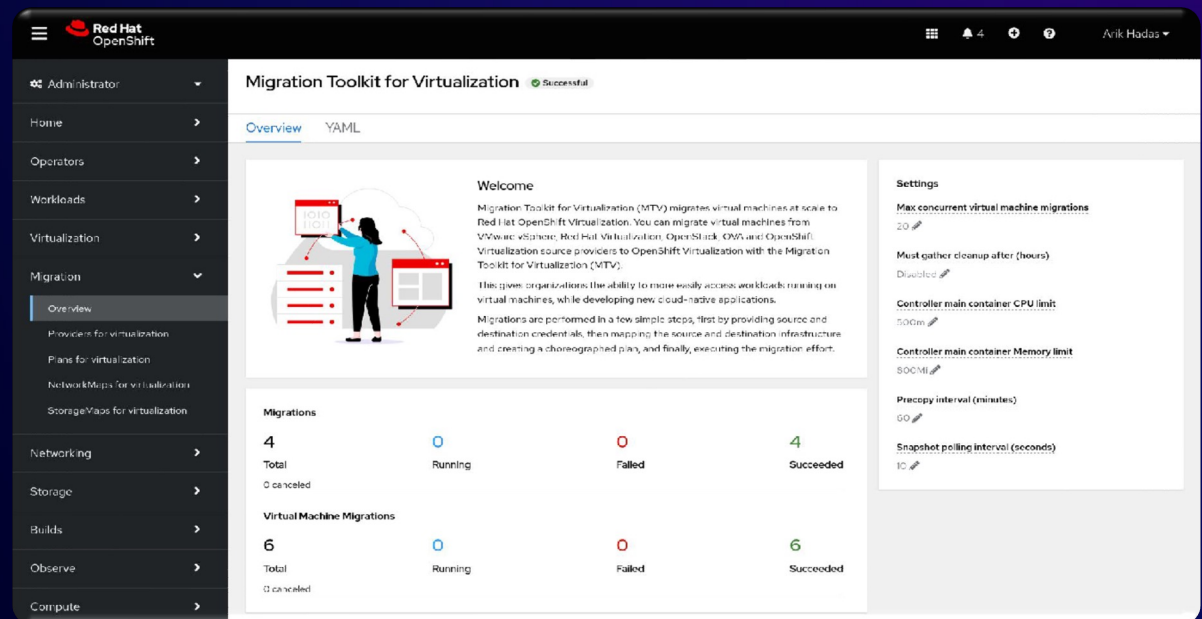 Red Hat
OpenShift
4
Arik Hadas
Administrator
Home
Operators
Workloads
Virtualization
Migration
Overview
Providers for virtualization
Plans for virtualization
NetworkMaps for virtualization
StorageMaps for virtualization
Networking
Storage
Builds
Observe
Compute
Migration Toolkit for Virtualization Successful
Overview YAML
1010
11011
Welcome
Migration Toolkit for Virtualization (MTV) migrates virtual machines at scale to
Red Hat OpenShift Virtualization. You can migrate virtual machines from
VMware vSphere, Red Hat Virtualization, OpenStack, OVA and OpenShift
Virtualization source providers to OpenShift Virtualization with the Migration
Toolkit for Virtualization (MTV).
This gives organizations the ability to more easily access workloads running on
virtual machines, while developing new cloud-native applications.
Migrations are performed in a few simple steps, first by providing source and
destination credentials, then mapping the source and destination infrastructure
and creating a choreographed plan, and finally, executing the migration effort.
Migrations
4 0 0 4
Total Running Failed Succeeded
0 canceled
Virtual Machine Migrations
6 0 0 6
Total Running Failed Succeeded
0 canceled
Settings
Max concurrent virtual machine migrations
20
Must gather cleanup after (hours)
Disabled
Controller main container CPU limit
500m
Controller main container Memory limit
800Mi
Precopy interval (minutes)
60
Snapshot polling interval (seconds)
10